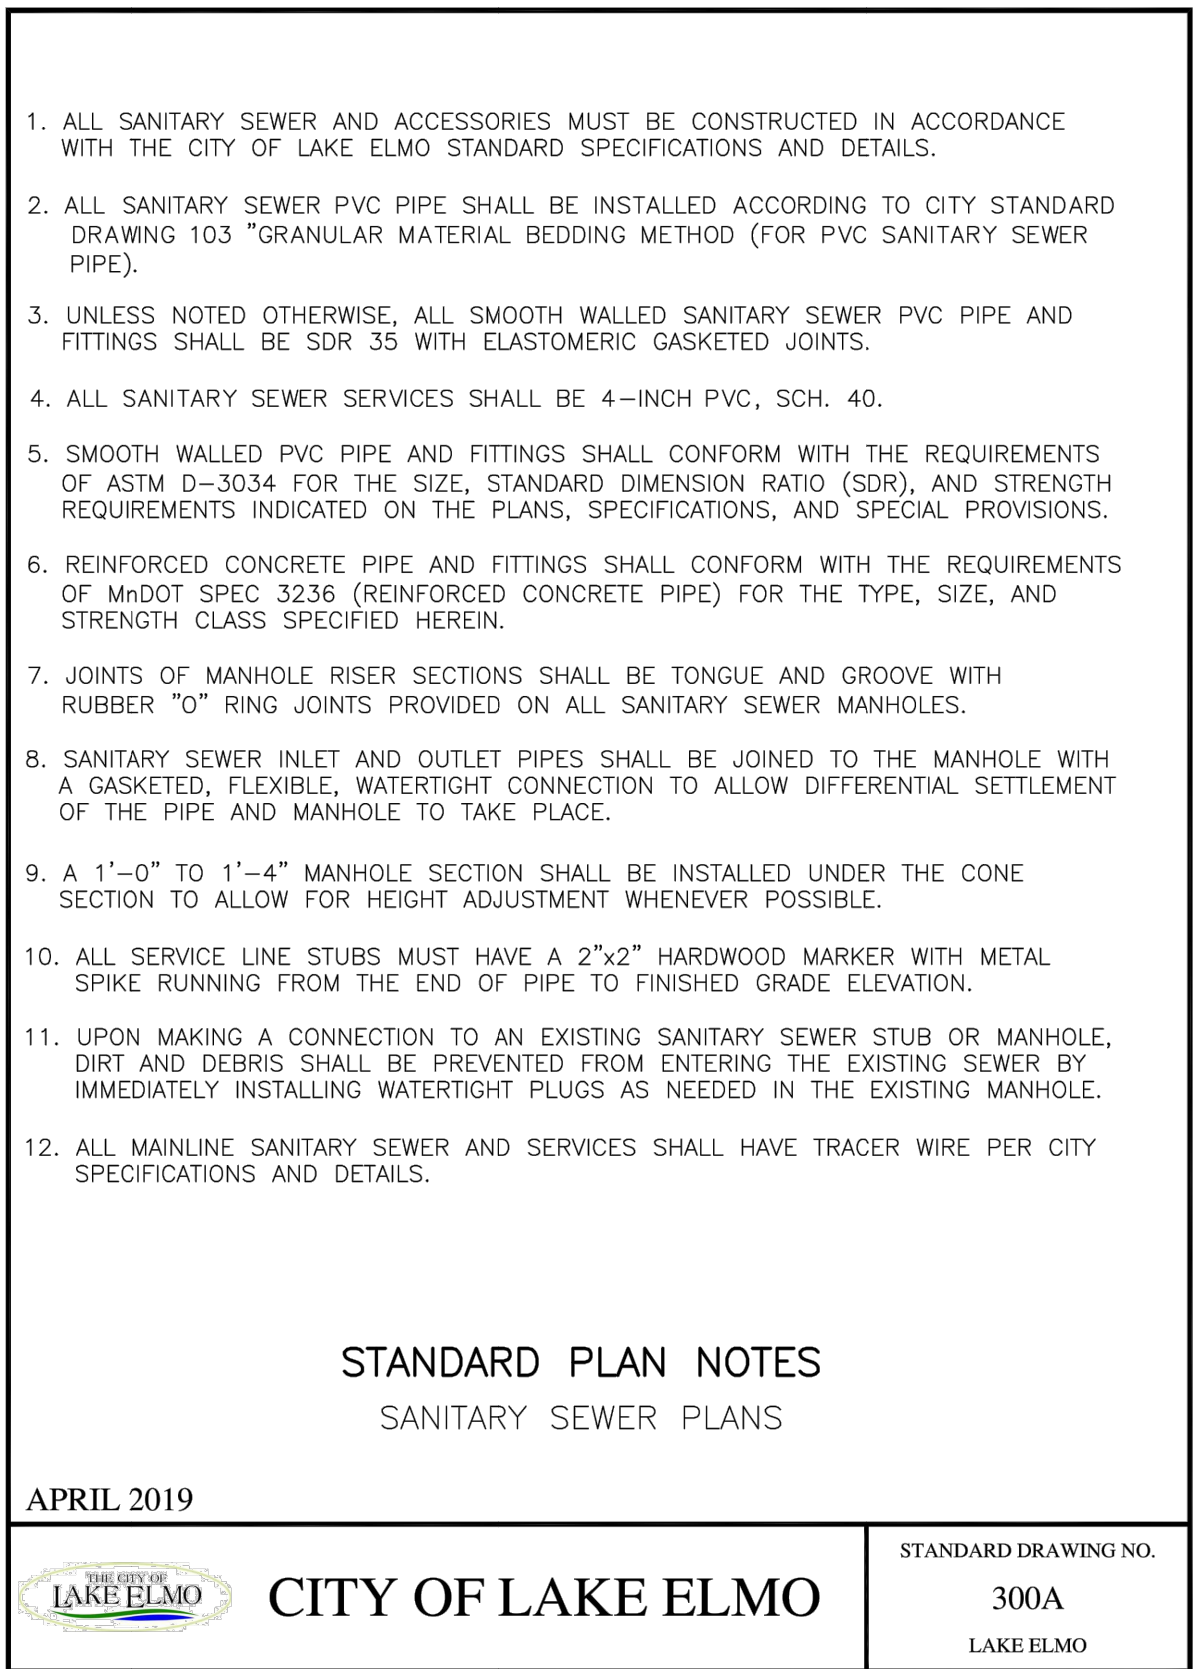 1. ALL SANITARY SEWER AND ACCESSORIES MUST BE CONSTRUCTED IN ACCORDANCE
WITH THE CITY OF LAKE ELMO STANDARD SPECIFICATIONS AND DETAILS.
2. ALL SANITARY SEWER PVC PIPE SHALL BE INSTALLED ACCORDING TO CITY STANDARD
DRAWING 103 "GRANULAR MATERIAL BEDDING METHOD (FOR PVC SANITARY SEWER
PIPE).
3. UNLESS NOTED OTHERWISE, ALL SMOOTH WALLED SANITARY SEWER PVC PIPE AND
FITTINGS SHALL BE SDR 35 WITH ELASTOMERIC GASKETED JOINTS.
4. ALL SANITARY SEWER SERVICES SHALL BE 4-INCH PVC, SCH. 40.
5. SMOOTH WALLED PVC PIPE AND FITTINGS SHALL CONFORM WITH THE REQUIREMENTS
OF ASTM D-3034 FOR THE SIZE, STANDARD DIMENSION RATIO (SDR), AND STRENGTH
REQUIREMENTS INDICATED ON THE PLANS, SPECIFICATIONS, AND SPECIAL PROVISIONS.
6. REINFORCED CONCRETE PIPE AND FITTINGS SHALL CONFORM WITH THE REQUIREMENTS
OF MnDOT SPEC 3236 (REINFORCED CONCRETE PIPE) FOR THE TYPE, SIZE, AND
STRENGTH CLASS SPECIFIED HEREIN.
7. JOINTS OF MANHOLE RISER SECTIONS SHALL BE TONGUE AND GROOVE WITH
RUBBER "O" RING JOINTS PROVIDED ON ALL SANITARY SEWER MANHOLES.
8. SANITARY SEWER INLET AND OUTLET PIPES SHALL BE JOINED TO THE MANHOLE WITH
A GASKETED, FLEXIBLE, WATERTIGHT CONNECTION TO ALLOW DIFFERENTIAL SETTLEMENT
OF THE PIPE AND MANHOLE TO TAKE PLACE.
9. A 1'-0" TO 1'-4" MANHOLE SECTION SHALL BE INSTALLED UNDER THE CONE
SECTION TO ALLOW FOR HEIGHT ADJUSTMENT WHENEVER POSSIBLE.
10. ALL SERVICE LINE STUBS MUST HAVE A 2"x2" HARDWOOD MARKER WITH METAL
SPIKE RUNNING FROM THE END OF PIPE TO FINISHED GRADE ELEVATION.
11. UPON MAKING A CONNECTION TO AN EXISTING SANITARY SEWER STUB OR MANHOLE,
DIRT AND DEBRIS SHALL BE PREVENTED FROM ENTERING THE EXISTING SEWER BY
IMMEDIATELY INSTALLING WATERTIGHT PLUGS AS NEEDED IN THE EXISTING MANHOLE.
12. ALL MAINLINE SANITARY SEWER AND SERVICES SHALL HAVE TRACER WIRE PER CITY
SPECIFICATIONS AND DETAILS.
STANDARD PLAN NOTES
SANITARY SEWER PLANS
APRIL 2019
THE CITY OF
LAKE ELMO
CITY OF LAKE ELMO
STANDARD DRAWING NO.
300A
LAKE ELMO